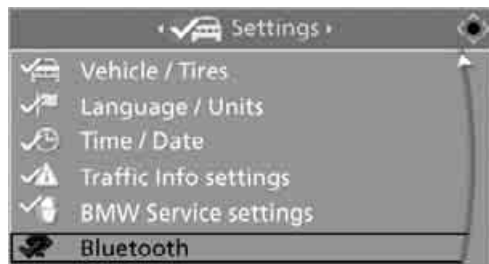 Settings
Vehicle / Tires
Language / Units
Time / Date
Traffic Info settings
BMW Service settings
Bluetooth